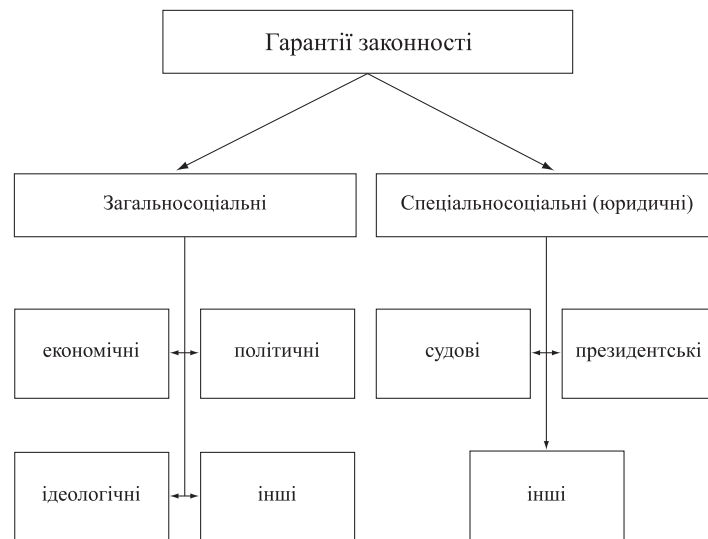 Гарантії законності
Загальносоціальні
Спеціальносоціальні (юридичні)
економічні
політичні
судові
президентські
ідеологічні
інші
інші